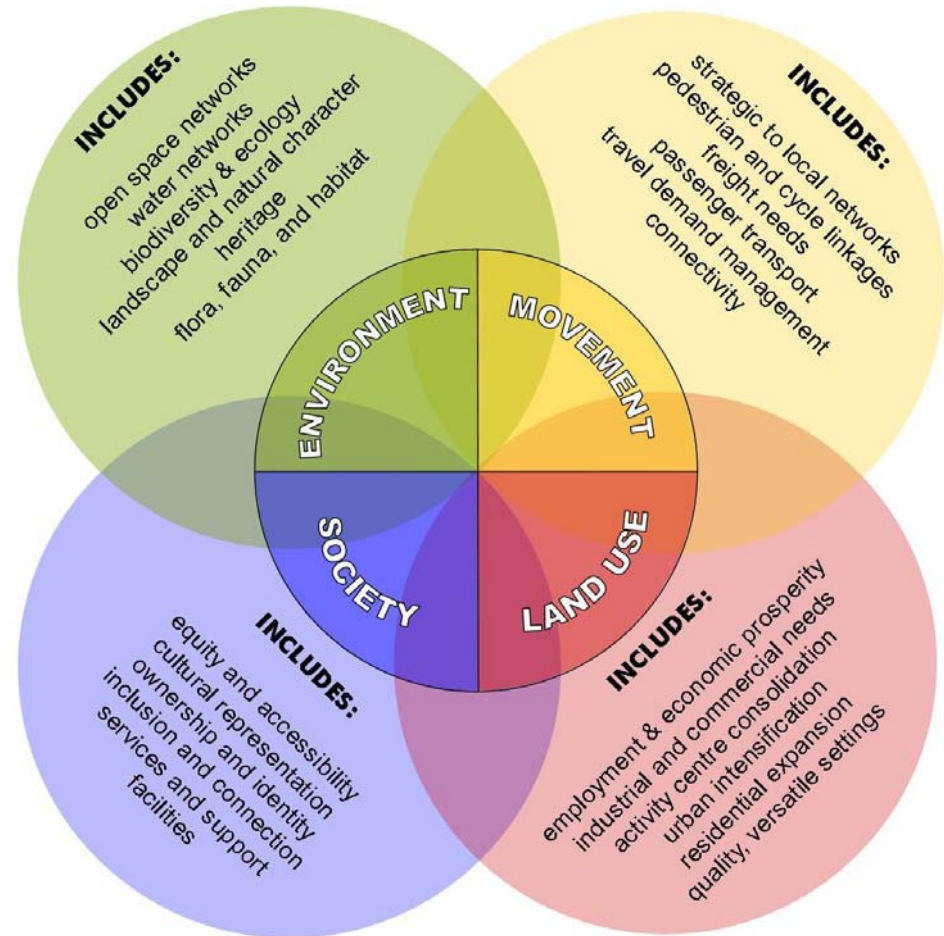 INCLUDES:
open space networks
water networks
biodiversity & ecology
landscape and natural character
heritage
flora, fauna, and habitat
INCLUDES:
strategic to local networks
pedestrian and cycle linkages
freight needs
passenger transport
travel demand management
connectivity
ENVIRONMENT
MOVEMENT
SOCIETY
LAND USE
INCLUDES:
equity and accessibility
cultural representation
ownership and identity
inclusion and connection
services and support
facilities
INCLUDES:
employment & economic prosperity
industrial and commercial needs
activity centre consolidation
urban intensification
residential expansion
quality, versatile settings